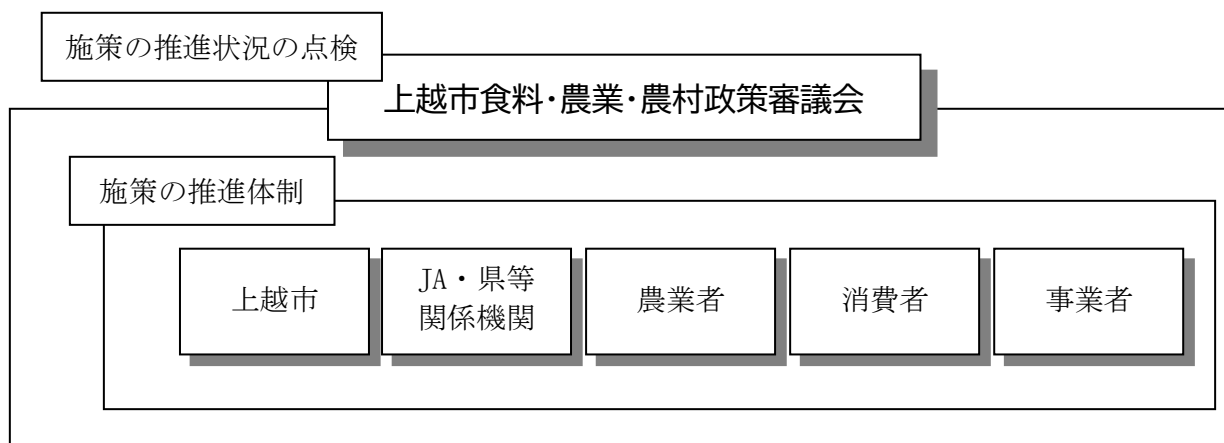 施策の推進状況の点検
上越市食料・農業・農村政策審議会
施策の推進体制
上越市
JA・県等
関係機関
農業者
消費者
事業者